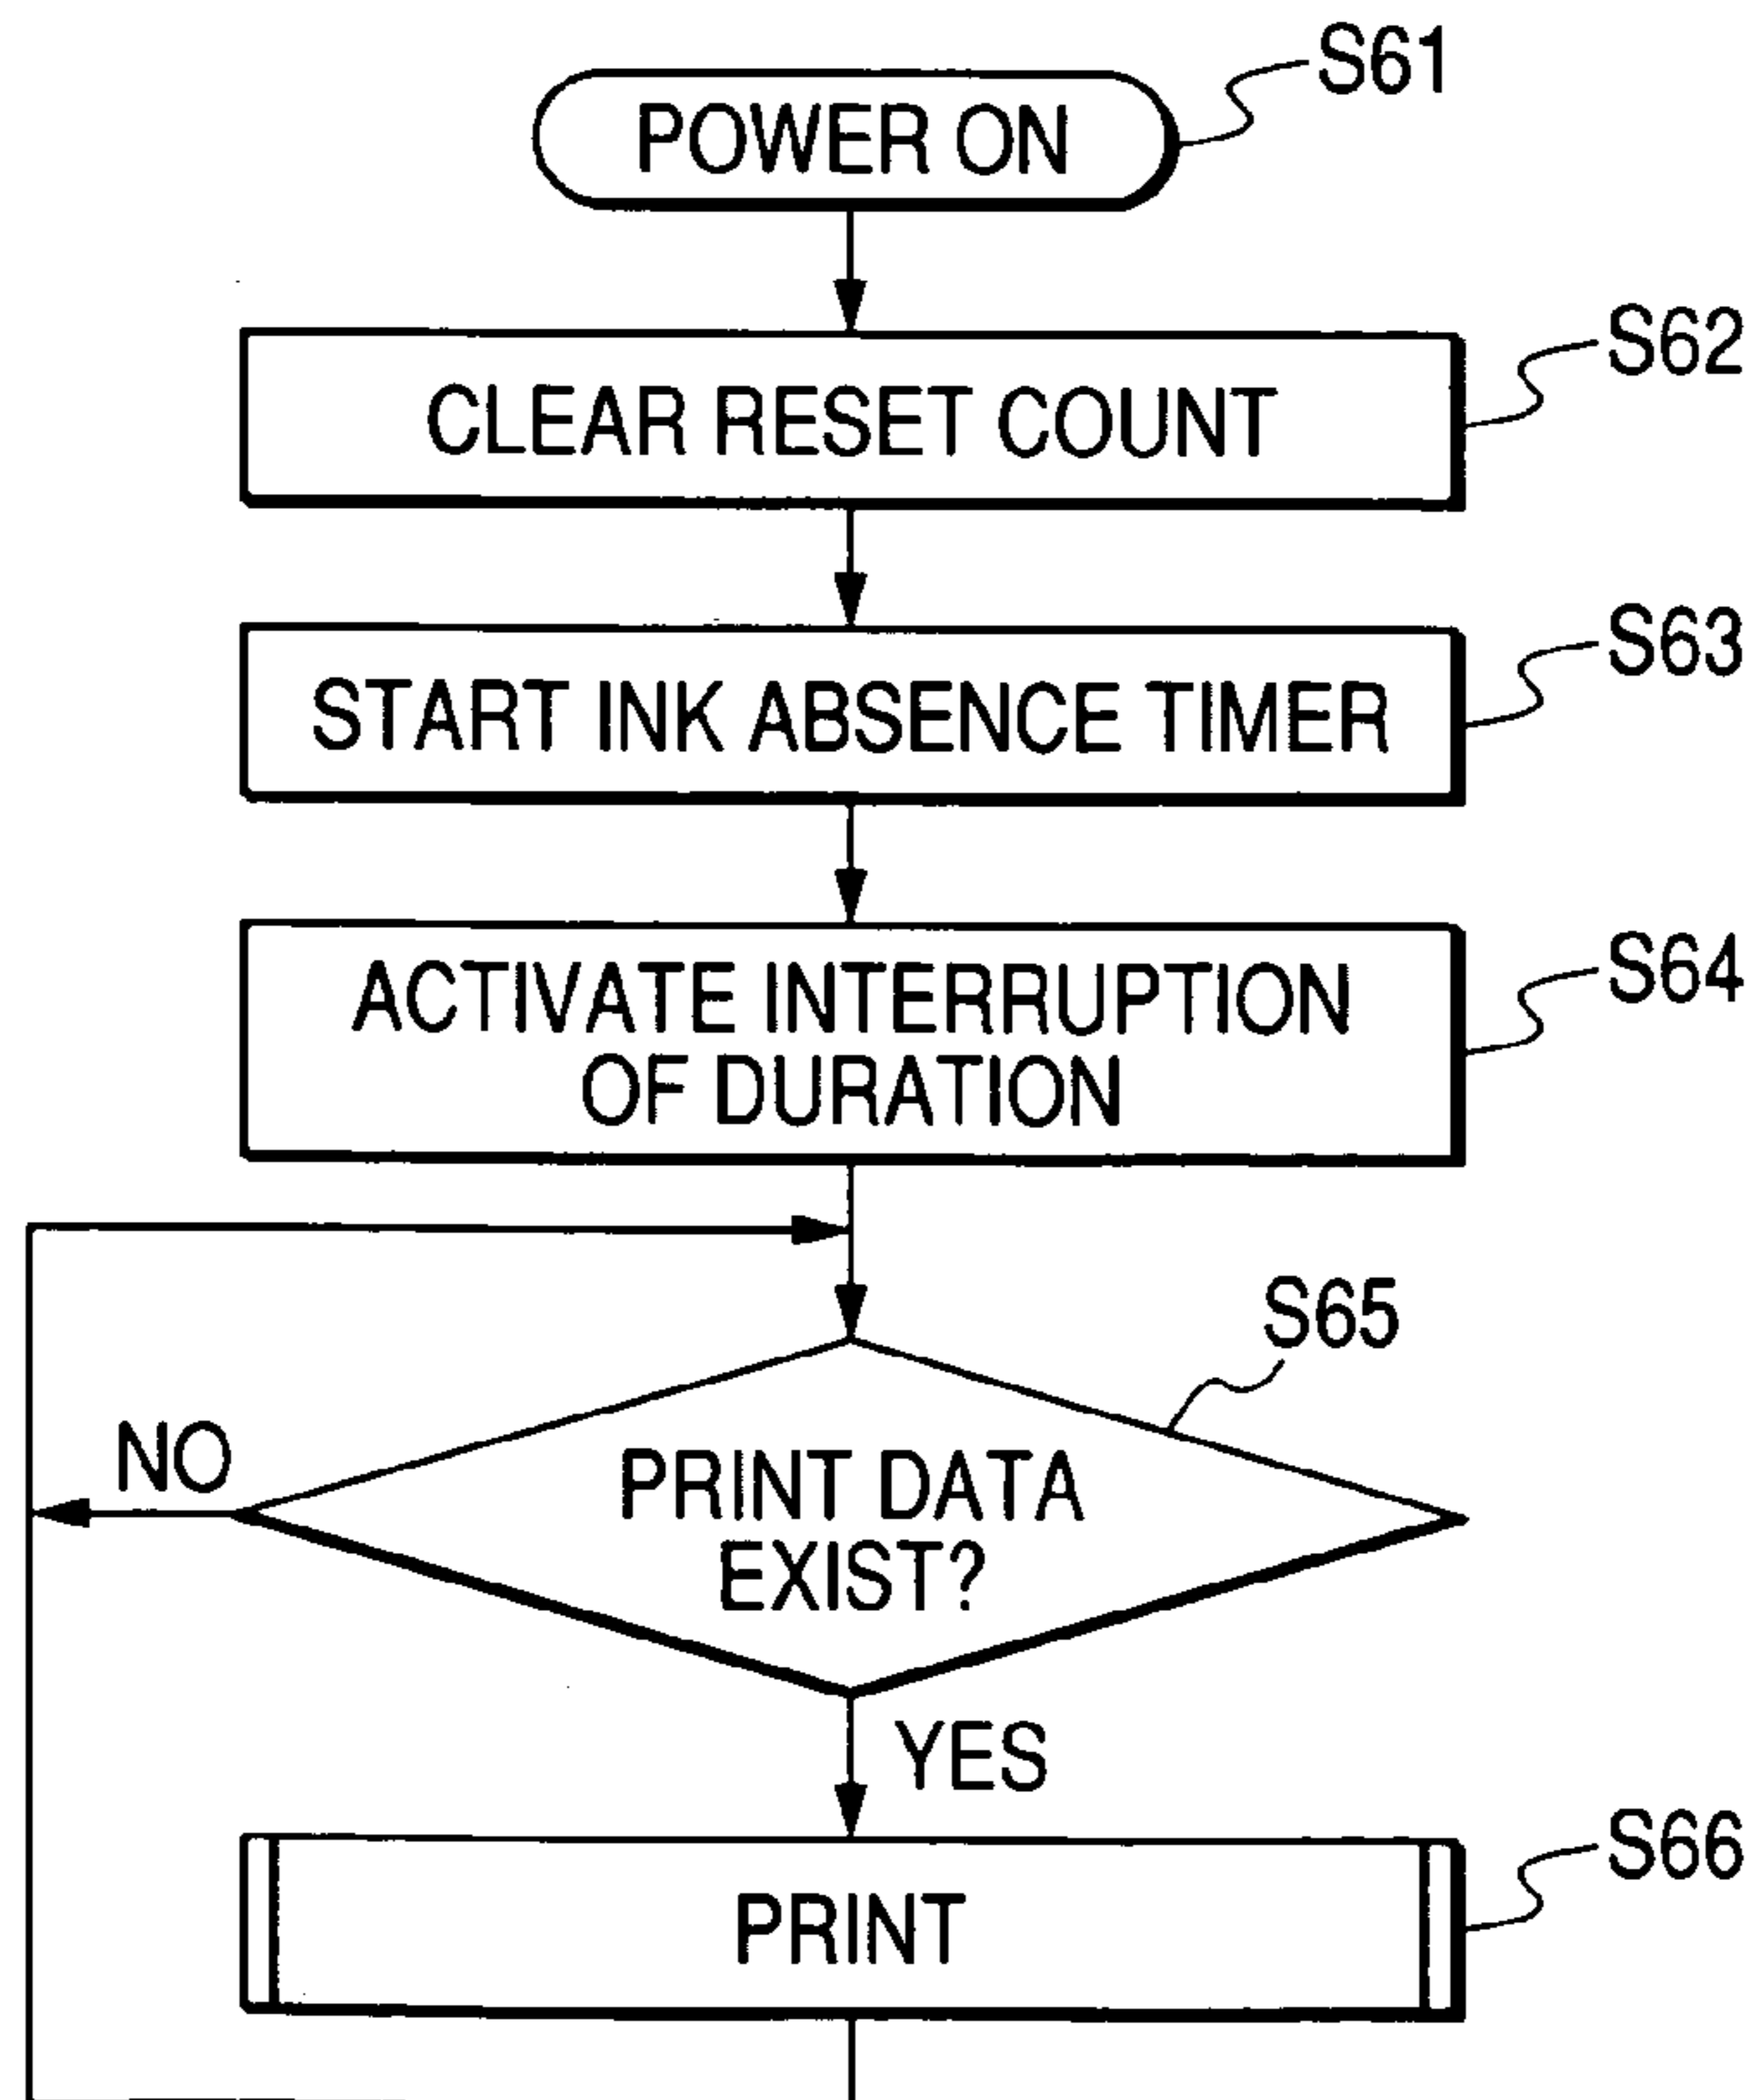 S61
POWER ON
S62
CLEAR RESET COUNT
S63
START INK ABSENCE TIMER
S64
ACTIVATE INTERRUPTION
OF DURATION
S65
NO
PRINT DATA
EXIST?
YES
S66
PRINT